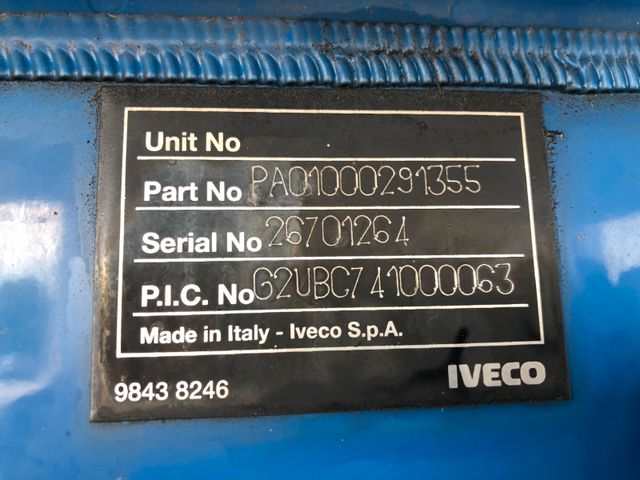 Unit No
Part No PA01000291355
Serial No 26701264
P.I.C. No G2UBC741000063
Made in Italy - Iveco S.p.A.
9843 8246 IVECO